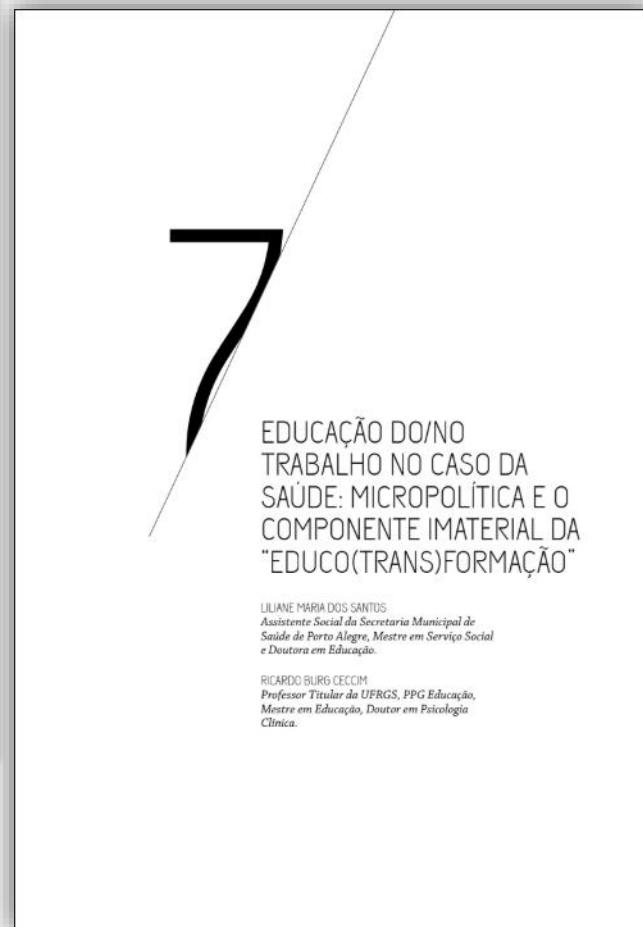 7
EDUCAÇÃO DO/NO
TRABALHO NO CASO DA
SAÚDE: MICROPOLÍTICA E O
COMPONENTE IMATERIAL DA
"EDUCO(TRANS)FORMAÇÃO"
LILIANE MARIA DOS SANTOS
Assistente Social da Secretaria Municipal de
Saúde de Porto Alegre, Mestre em Serviço Social
e Doutora em Educação.
RICARDO BURG CECCIM
Professor Titular da UFRGS, PPG Educação,
Mestre em Educação, Doutor em Psicologia
Clínica.